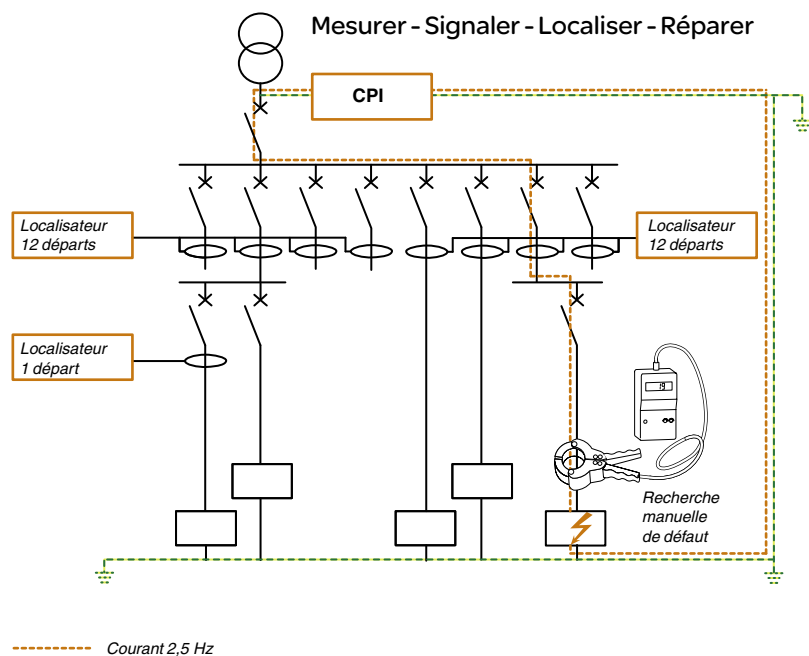 Mesurer - Signaler - Localiser - Réparer
CPI
Localisateur
12 départs
Localisateur
12 départs
Localisateur
1 départ
19
Recherche
manuelle
de défaut
Courant 2,5 Hz